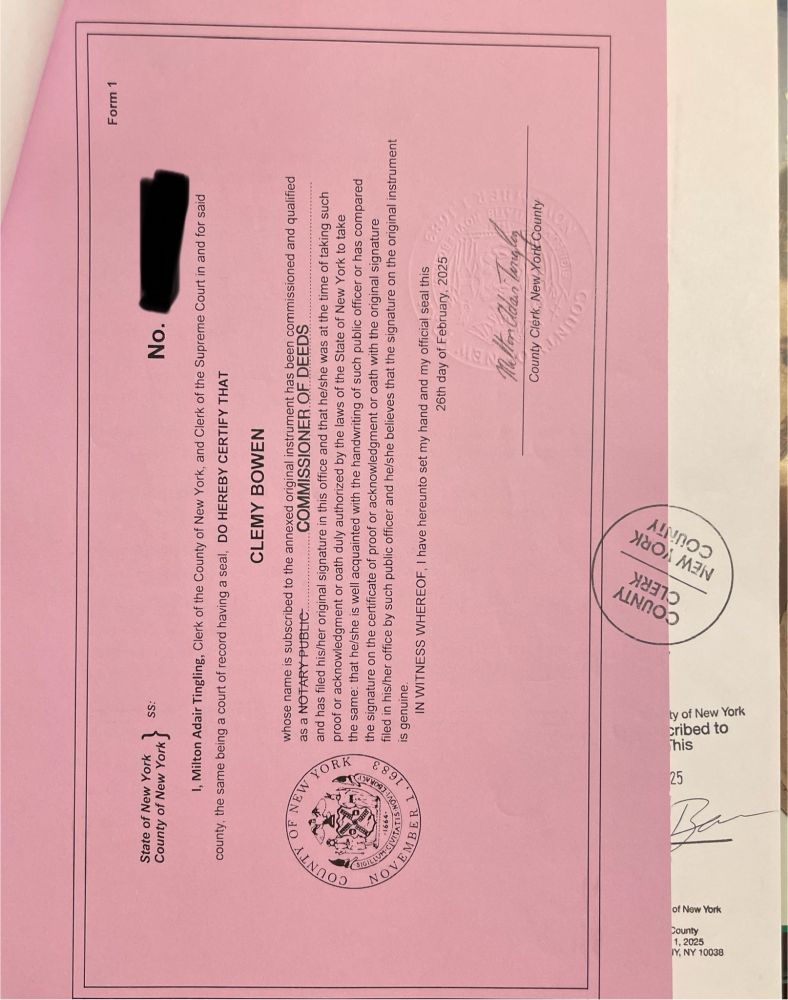 Form 1
No.
State of New York
County of New York } ss:
I, Milton Adair Tingling, Clerk of the County of New York, and Clerk of the Supreme Court in and for said
county, the same being a court of record having a seal, DO HEREBY CERTIFY THAT
CLEMY BOWEN
whose name is subscribed to the annexed original instrument has been commissioned and qualified
as a NOTARY PUBLIC COMMISSIONER OF DEEDS
and has filed his/her original signature in this office and that he/she was at the time of taking such
proof or acknowledgment or oath duly authorized by the laws of the State of New York to take
the same: that he/she is well acquainted with the handwriting of such public officer or has compared
the signature on the certificate of proof or acknowledgment or oath with the original signature
filed in his/her office by such public officer and he/she believes that the signature on the original instrument
is genuine.
IN WITNESS WHEREOF, I have hereunto set my hand and my official seal this
26th day of February, 2025
Milton Adair Tingling
County Clerk, New York County
COUNTY OF NEW YORK
NOVEMBER 1, 1683
SIGILLUM CIVITATIS NOVI EBORACI
1664
COUNTY
CLERK
NEW YORK
COUNTY
ty of New York
cribed to
his
25
of New York
County
1, 2025
NY, NY 10038